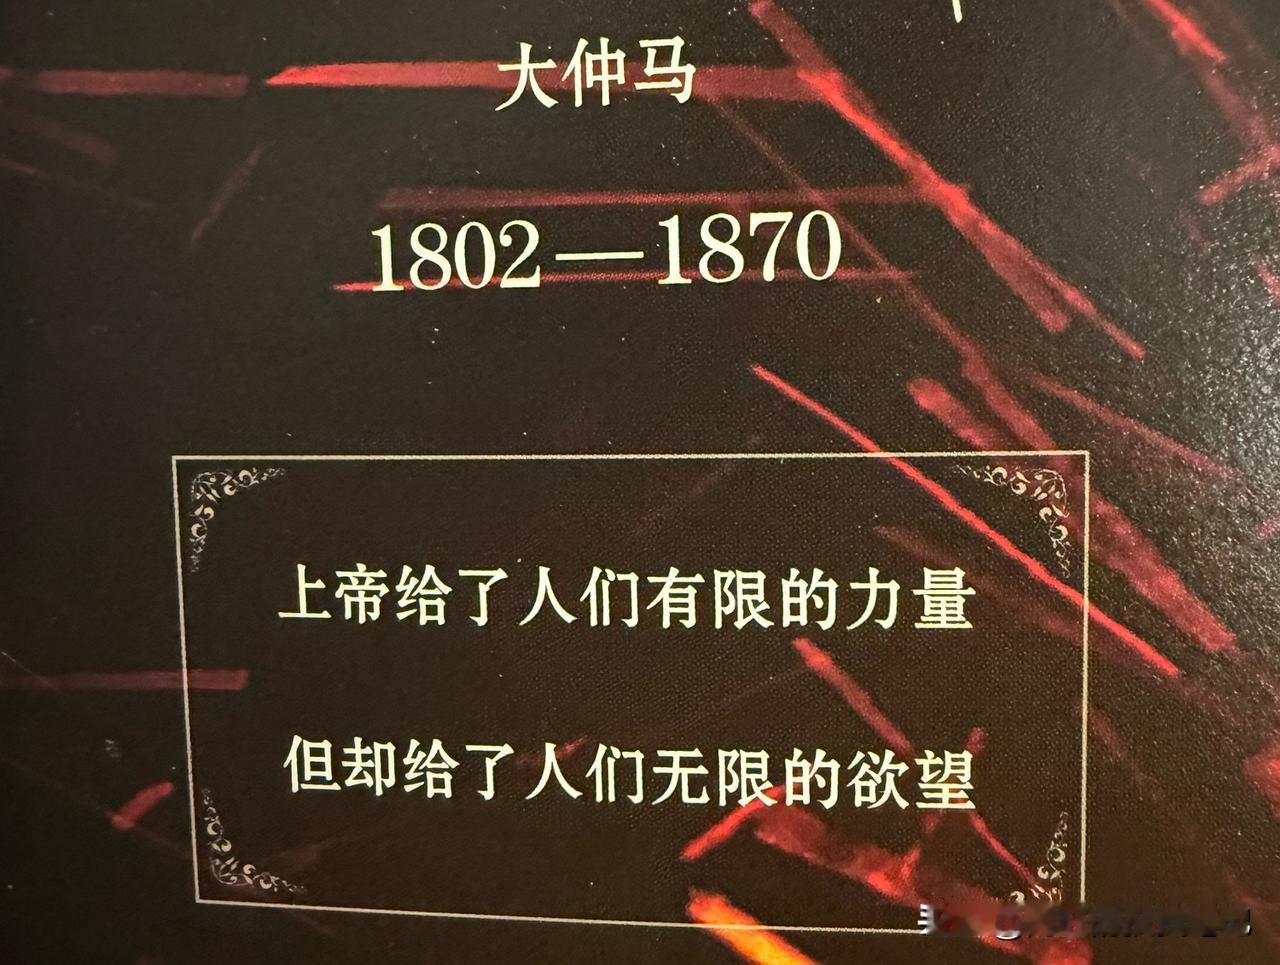 大仲马
1802—1870
上帝给了人们有限的力量
但却给了人们无限的欲望